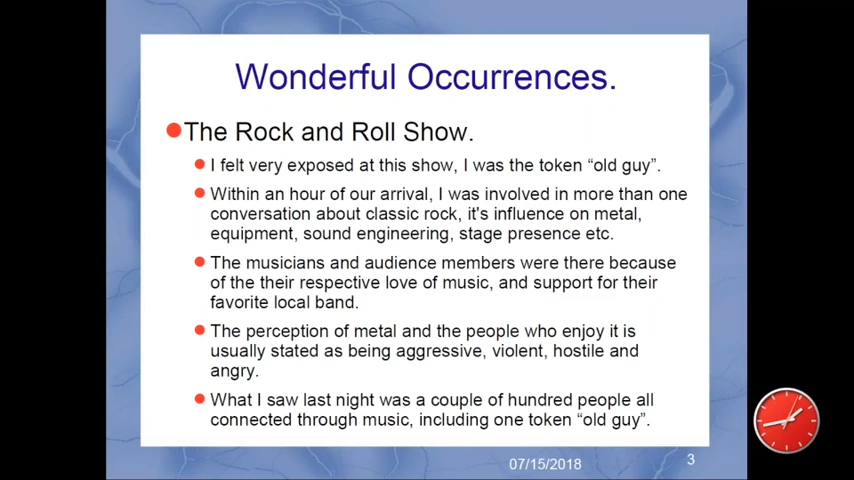 Wonderful Occurrences.
The Rock and Roll Show.
I felt very exposed at this show, I was the token “old guy”.
Within an hour of our arrival, I was involved in more than one
conversation about classic rock, it's influence on metal,
equipment, sound engineering, stage presence etc.
The musicians and audience members were there because
of the their respective love of music, and support for their
favorite local band.
The perception of metal and the people who enjoy it is
usually stated as being aggressive, violent, hostile and
angry.
What I saw last night was a couple of hundred people all
connected through music, including one token “old guy”.
07/15/2018
3